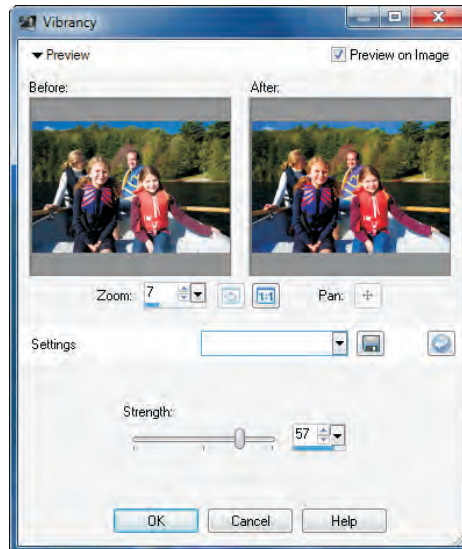 Vibrancy
Preview
Preview on Image
Before:
After:
Zoom: 7
1:1
Pan:
Settings
Strength:
57
OK Cancel Help